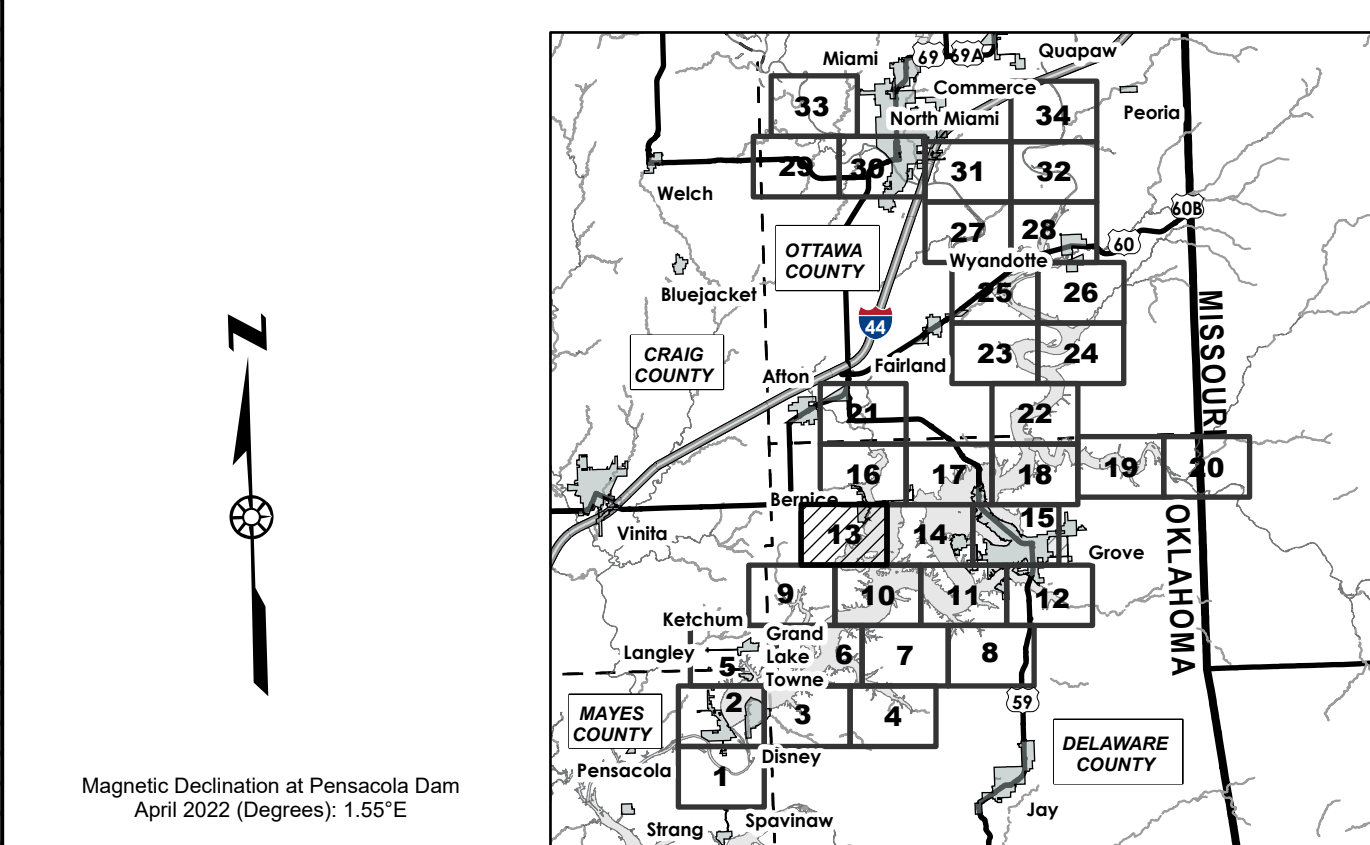 Miami
69
69A
Quapaw
Commerce
33
34
Peoria
North Miami
29
30
31
32
Welch
60B
27
28
60
OTTAWA
COUNTY
Wyandotte
Bluejacket
25
26
MISSOURI
44
N
CRAIG
COUNTY
23
24
Fairland
Afton
21
22
16
17
18
19
20
Bernice
Vinita
13
14
15
Grove
OKLAHOMA
9
10
11
12
Ketchum
Grand
Lake
Towne
Langley
5
6
7
8
MAYES
COUNTY
2
3
4
59
DELAWARE
COUNTY
Disney
Pensacola
1
Magnetic Declination at Pensacola Dam
April 2022 (Degrees): 1.55°E
Jay
Strang
Spavinaw